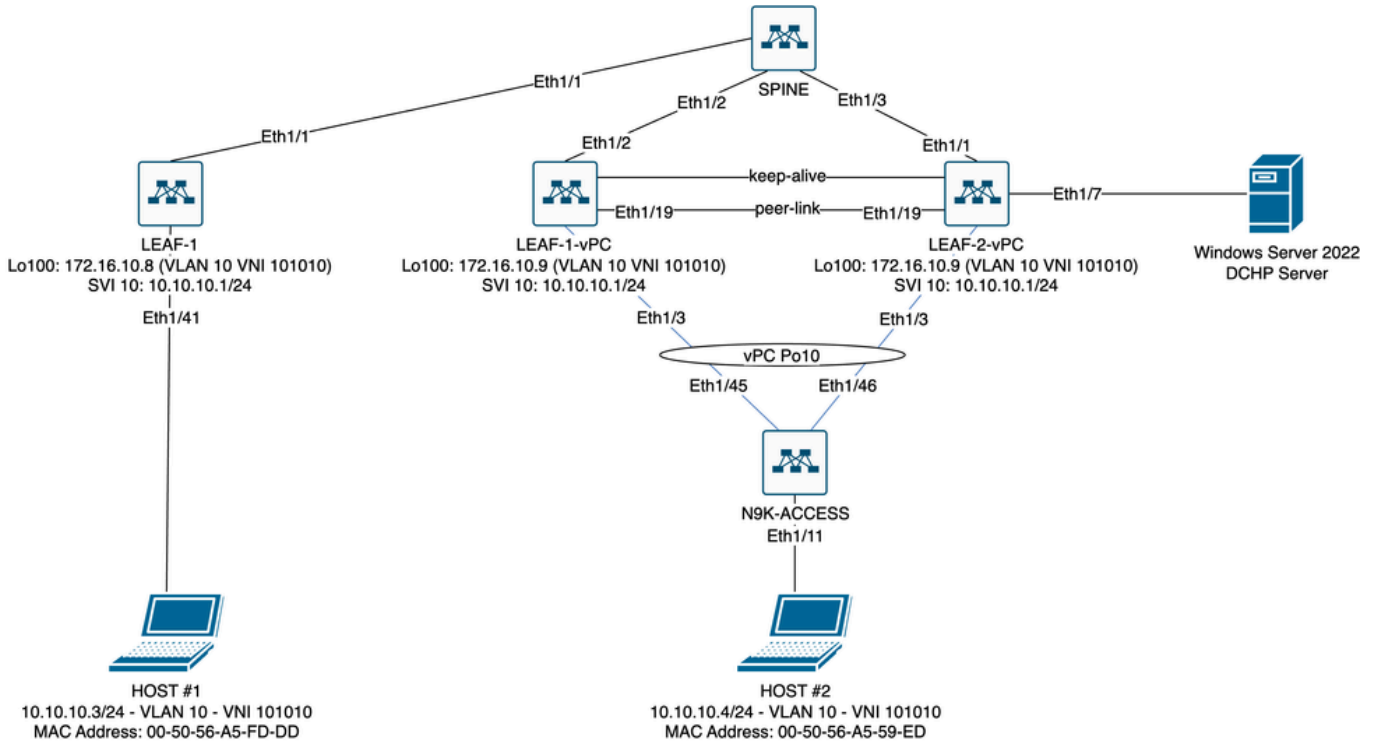 SPINE
Eth1/1
Eth1/2
Eth1/3
Eth1/1
Eth1/2
Eth1/1
keep-alive
Eth1/7
Eth1/19
peer-link
Eth1/19
LEAF-1
Lo100: 172.16.10.8 (VLAN 10 VNI 101010)
SVI 10: 10.10.10.1/24
LEAF-1-vPC
Lo100: 172.16.10.9 (VLAN 10 VNI 101010)
SVI 10: 10.10.10.1/24
LEAF-2-vPC
Lo100: 172.16.10.9 (VLAN 10 VNI 101010)
SVI 10: 10.10.10.1/24
Windows Server 2022
DCHP Server
Eth1/41
Eth1/3
Eth1/3
vPC Po10
Eth1/45
Eth1/46
N9K-ACCESS
Eth1/11
HOST #1
10.10.10.3/24 - VLAN 10 - VNI 101010
MAC Address: 00-50-56-A5-FD-DD
HOST #2
10.10.10.4/24 - VLAN 10 - VNI 101010
MAC Address: 00-50-56-A5-59-ED